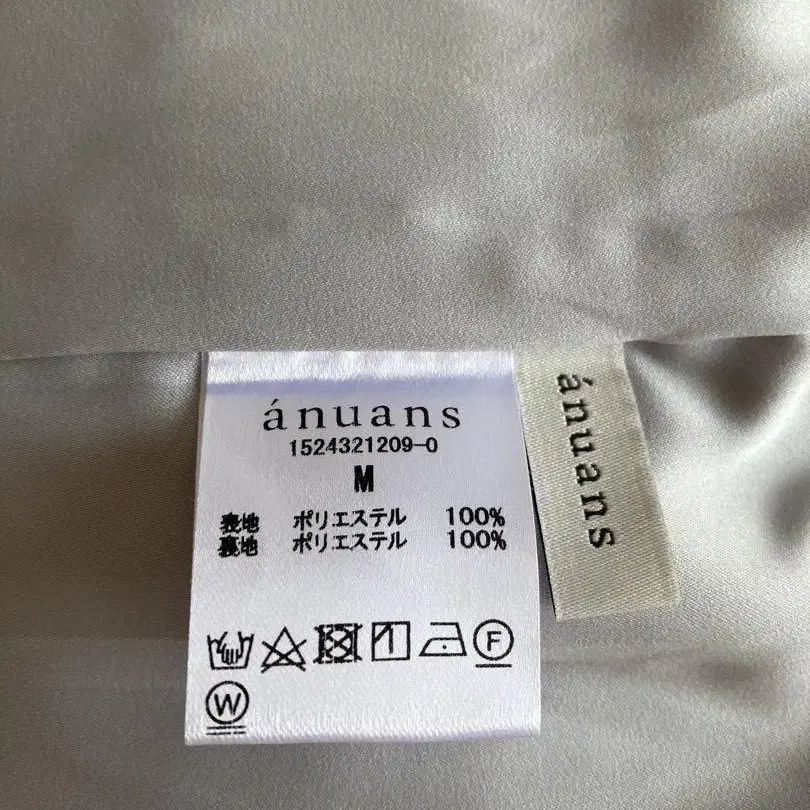 ánuans
1524321209-0
M
表地 ポリエステル 100%
裏地 ポリエステル 100%
F
W
ánuans